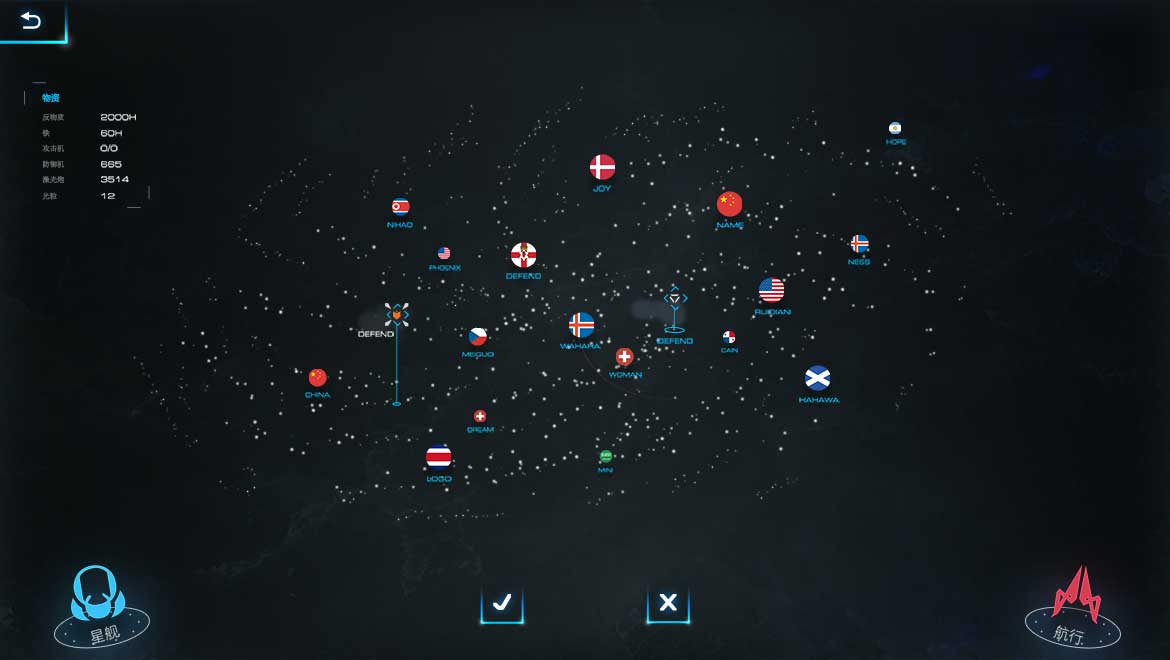 物资
反物质 2000H
铁 60H
攻击机 0/0
防御机 665
激光炮 3514
光粒 12
HOPE
JOY
NIHAO
NAME
PHOENIX
DEFEND
NESS
RUIDIAN
DEFEND
WAHAHA
DEFEND
MEGUO
CAIN
WOMAN
CHINA
HAHAWA
DREAM
MINI
LOGO
星舰
航行